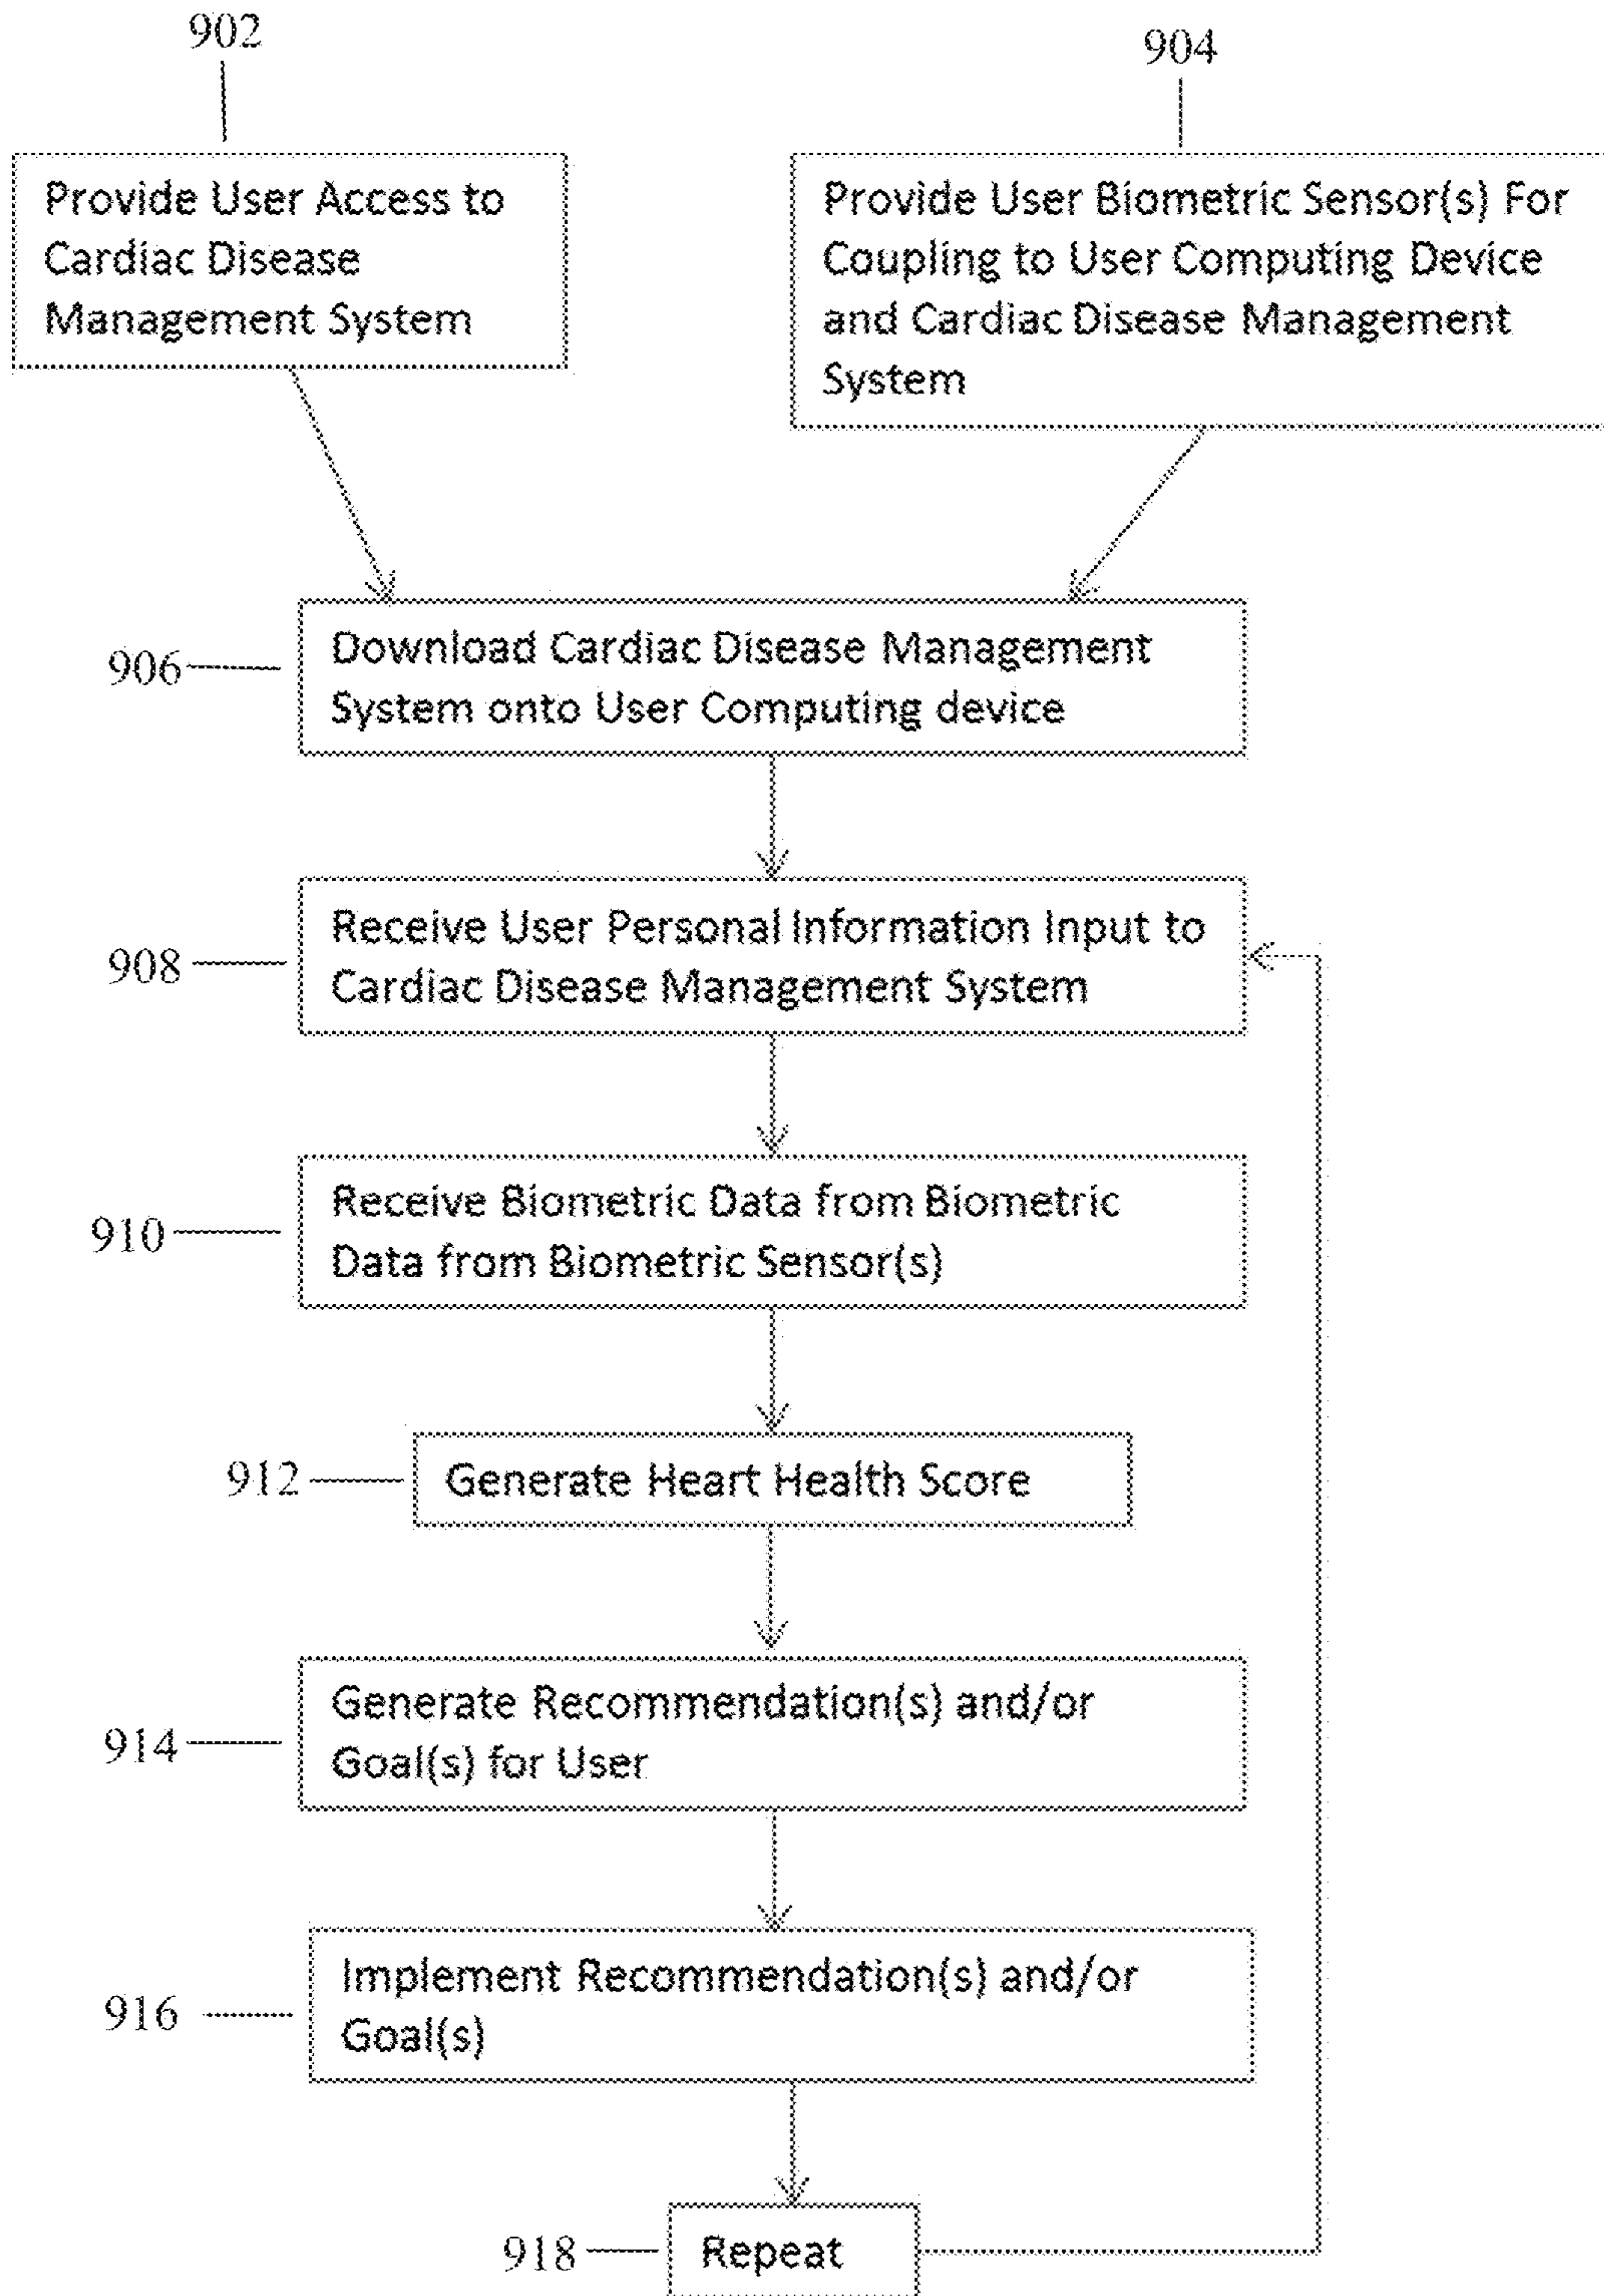 902
904
Provide User Access to
Cardiac Disease
Management System
Provide User Biometric Sensor(s) For
Coupling to User Computing Device
and Cardiac Disease Management
System
906
Download Cardiac Disease Management
System onto User Computing device
908
Receive User Personal Information Input to
Cardiac Disease Management System
910
Receive Biometric Data from Biometric
Data from Biometric Sensor(s)
912
Generate Heart Health Score
914
Generate Recommendation(s) and/or
Goal(s) for User
916
Implement Recommendation(s) and/or
Goal(s)
918
Repeat